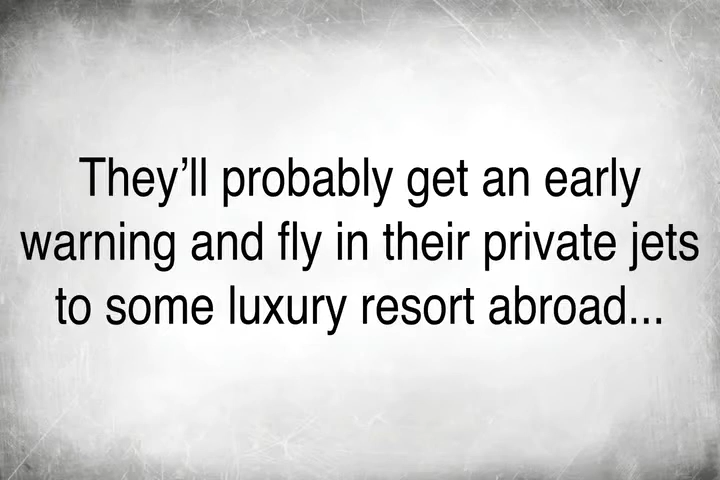 They’ll probably get an early
warning and fly in their private jets
to some luxury resort abroad...